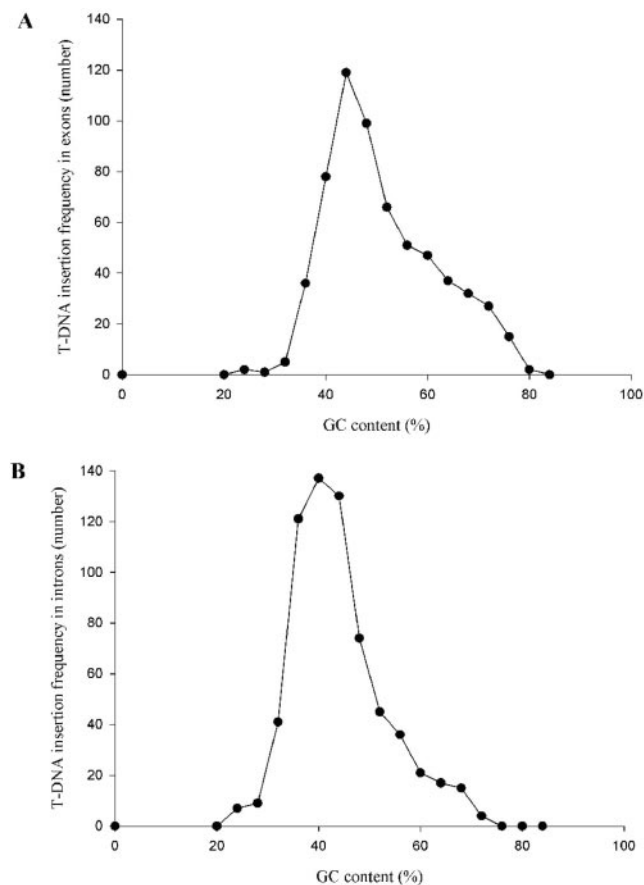 A
T-DNA insertion frequency in exons (number)
140
120
100
80
60
40
20
0
0 20 40 60 80 100
GC content (%)
B
T-DNA insertion frequency in introns (number)
140
120
100
80
60
40
20
0
0 20 40 60 80 100
GC content (%)